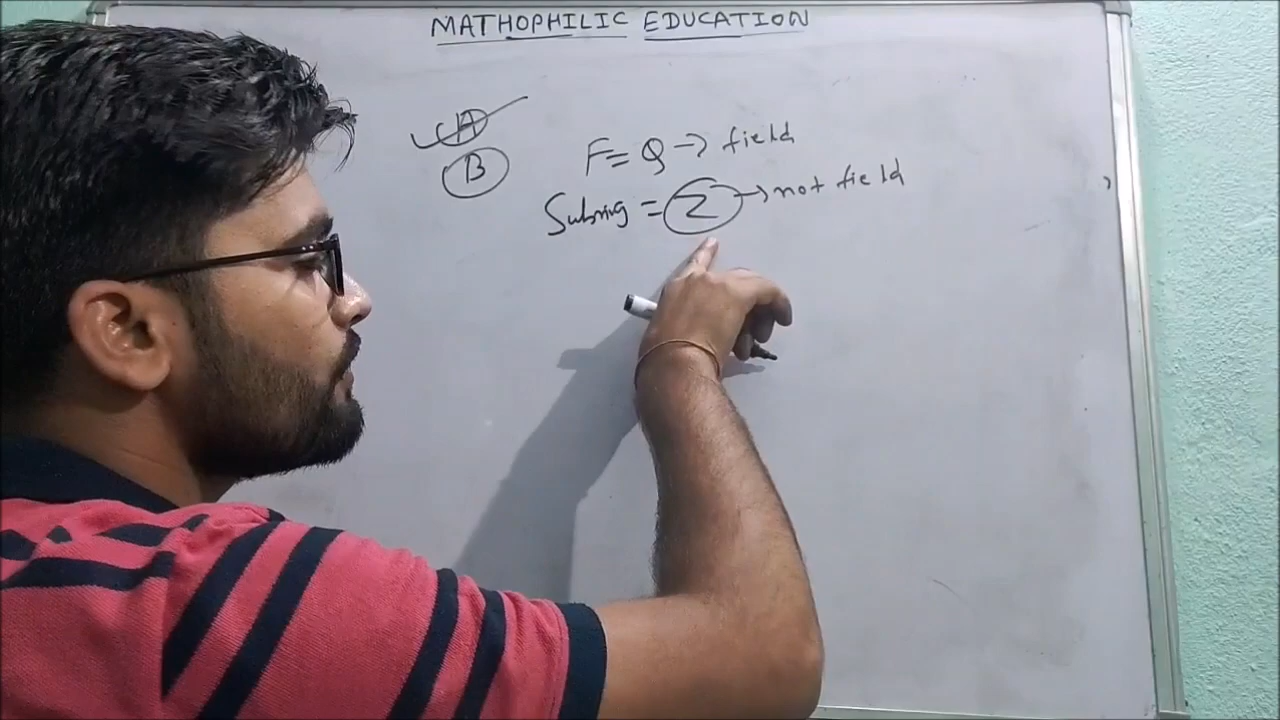 MATHOPHILIC EDUCATION
A
B
F = Q → field
Subring = Z → not field